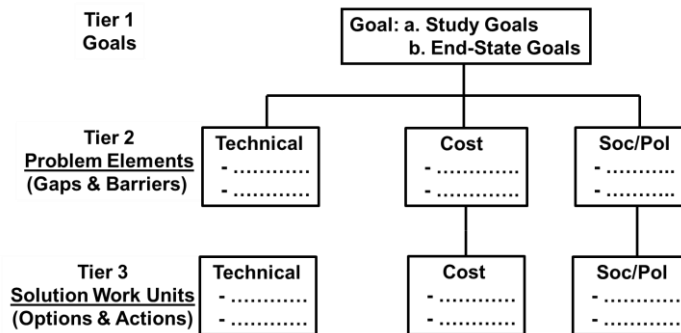 Tier 1
Goals
Goal: a. Study Goals
b. End-State Goals
Tier 2
Problem Elements
(Gaps & Barriers)
Technical
- ............
- ............
Cost
- .............
- .............
Soc/Pol
- ...........
- ...........
Tier 3
Solution Work Units
(Options & Actions)
Technical
- ............
- ............
Cost
- .............
- .............
Soc/Pol
- ............
- ............